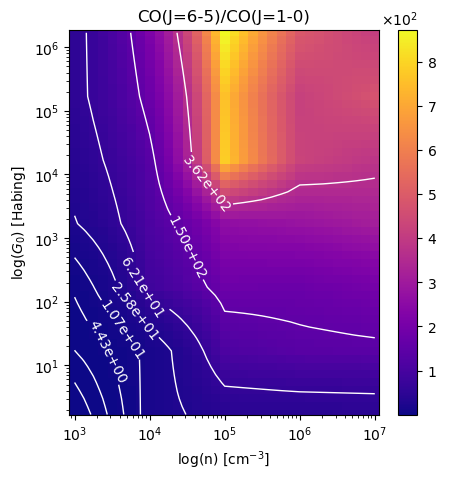 CO(J=6-5)/CO(J=1-0)
×10²
10⁶
10⁵
10⁴
10³
10²
10¹
log(G₀) [Habing]
3.62e+02
1.50e+02
6.21e+01
2.58e+01
1.07e+01
4.43e+00
8
7
6
5
4
3
2
1
10³ 10⁴ 10⁵ 10⁶ 10⁷
log(n) [cm⁻³]